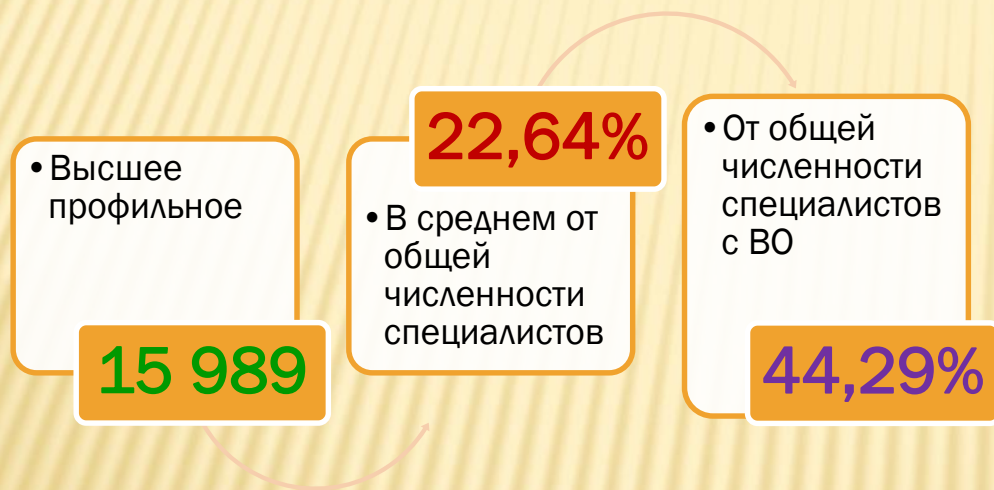 • Высшее
профильное
15 989
22,64%
• В среднем от
общей
численности
специалистов
• От общей
численности
специалистов
с ВО
44,29%